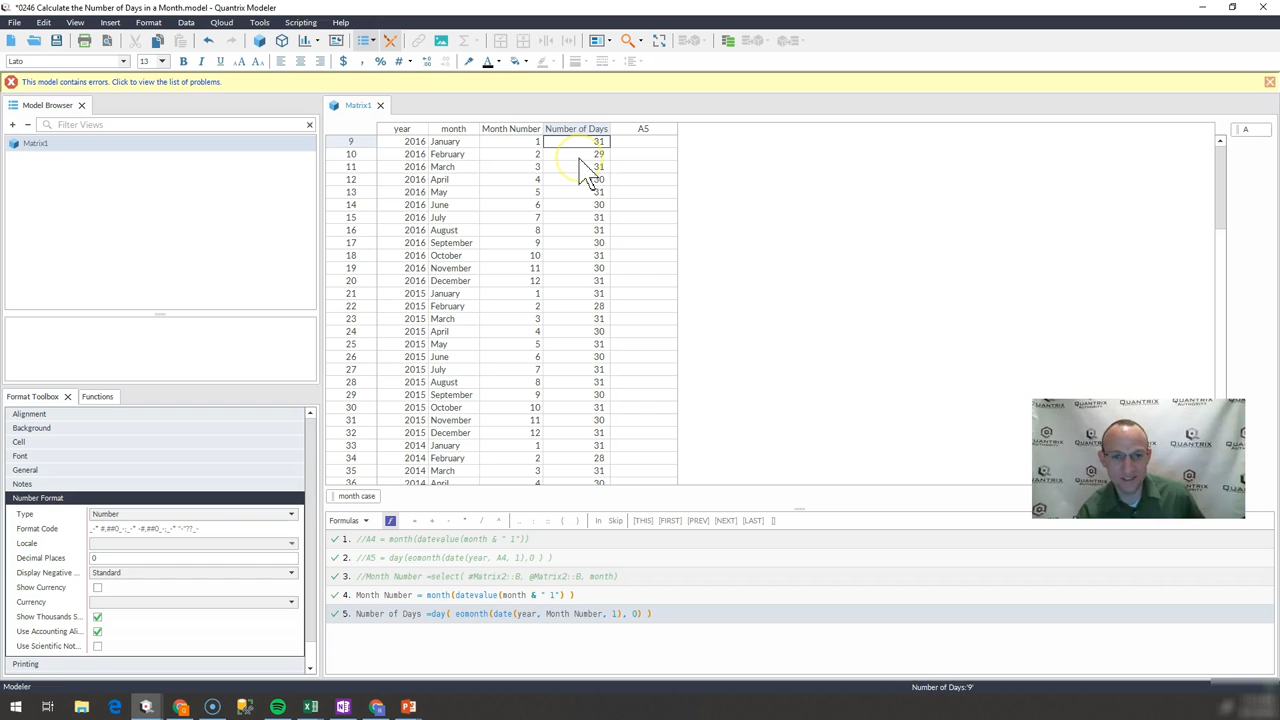 *0246 Calculate the Number of Days in a Month.model - Quantrix Modeler
File Edit View Insert Format Data Qloud Tools Scripting Help
Lato 13 B I U A A $ , % #
This model contains errors. Click to view the list of problems.
Model Browser
Filter Views
Matrix1
Format Toolbox Functions
Alignment
Background
Cell
Font
General
Notes
Number Format
Type Number
Format Code _-* #,##0_-;_-* -#,##0_-;_-* "-"??_-
Locale
Decimal Places 0
Display Negative ... Standard
Show Currency
Currency
Show Thousands S...
Use Accounting Ali...
Use Scientific Not...
Printing
Matrix1
year month Month Number Number of Days A5
9 2016 January 1 31
10 2016 February 2 29
11 2016 March 3 31
12 2016 April 4 30
13 2016 May 5 31
14 2016 June 6 30
15 2016 July 7 31
16 2016 August 8 31
17 2016 September 9 30
18 2016 October 10 31
19 2016 November 11 30
20 2016 December 12 31
21 2015 January 1 31
22 2015 February 2 28
23 2015 March 3 31
24 2015 April 4 30
25 2015 May 5 31
26 2015 June 6 30
27 2015 July 7 31
28 2015 August 8 31
29 2015 September 9 30
30 2015 October 10 31
31 2015 November 11 30
32 2015 December 12 31
33 2014 January 1 31
34 2014 February 2 28
35 2014 March 3 31
36 2014 April 4 30
A
month case
Formulas = + - * / ^ .. : :: ( ) In Skip [THIS] [FIRST] [PREV] [NEXT] [LAST] []
1. //A4 = month(datevalue(month & " 1"))
2. //A5 = day(eomonth(date(year, A4, 1),0 ) )
3. //Month Number =select( #Matrix2::B, @Matrix2::B, month)
4. Month Number = month(datevalue(month & " 1") )
5. Number of Days =day( eomonth(date(year, Month Number, 1), 0) )
QUANTRIX
AUTHORITY
Modeler
Number of Days:'9'